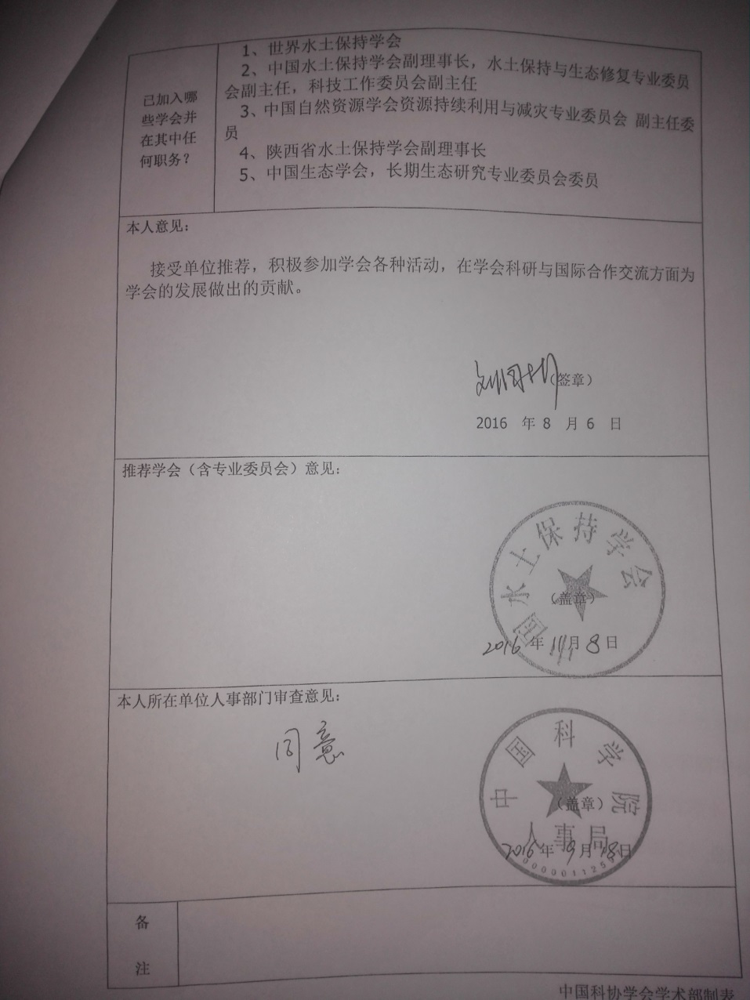 已加入哪
些学会并
在其中任
何职务？
1、世界水土保持学会
2、中国水土保持学会副理事长，水土保持与生态修复专业委员
会副主任，科技工作委员会副主任
3、中国自然资源学会资源持续利用与减灾专业委员会 副主任委
员
4、陕西省水土保持学会副理事长
5、中国生态学会，长期生态研究专业委员会委员
本人意见：
接受单位推荐，积极参加学会各种活动，在学会科研与国际合作交流方面为
学会的发展做出的贡献。
（签章）
2016 年 8 月 6 日
推荐学会（含专业委员会）意见：
中国水土保持学会
（盖章）
2016 年 11月 8 日
本人所在单位人事部门审查意见：
同意
中国科学院
（盖章）
人事局
2016年 9月 18日
备
注
中国科协学会学术部制表